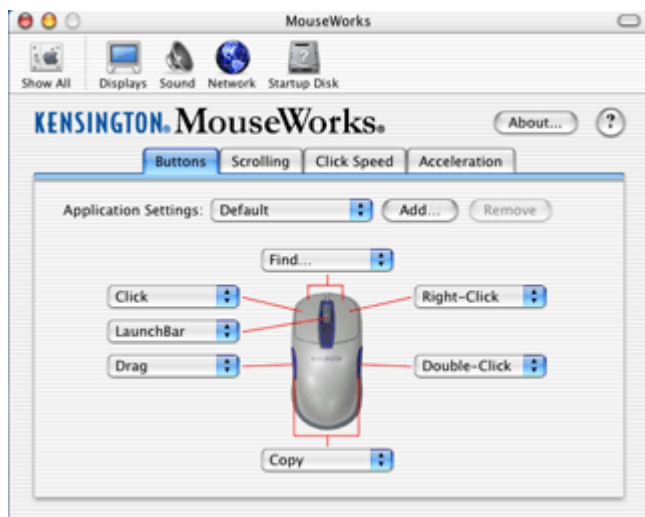 MouseWorks
Show All Displays Sound Network Startup Disk
KENSINGTON. MouseWorks. About... ?
Buttons Scrolling Click Speed Acceleration
Application Settings: Default Add... Remove
Find...
Click Right-Click
LaunchBar
Drag Double-Click
KENSINGTON
Copy